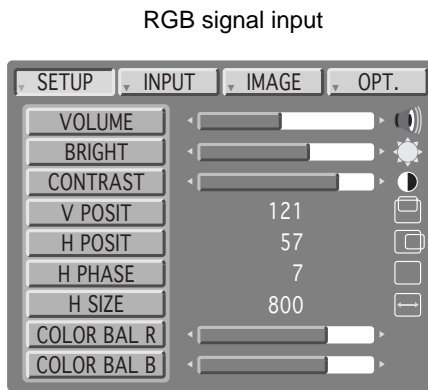 RGB signal input
SETUP INPUT IMAGE OPT.
VOLUME
BRIGHT
CONTRAST
V POSIT 121
H POSIT 57
H PHASE 7
H SIZE 800
COLOR BAL R
COLOR BAL B